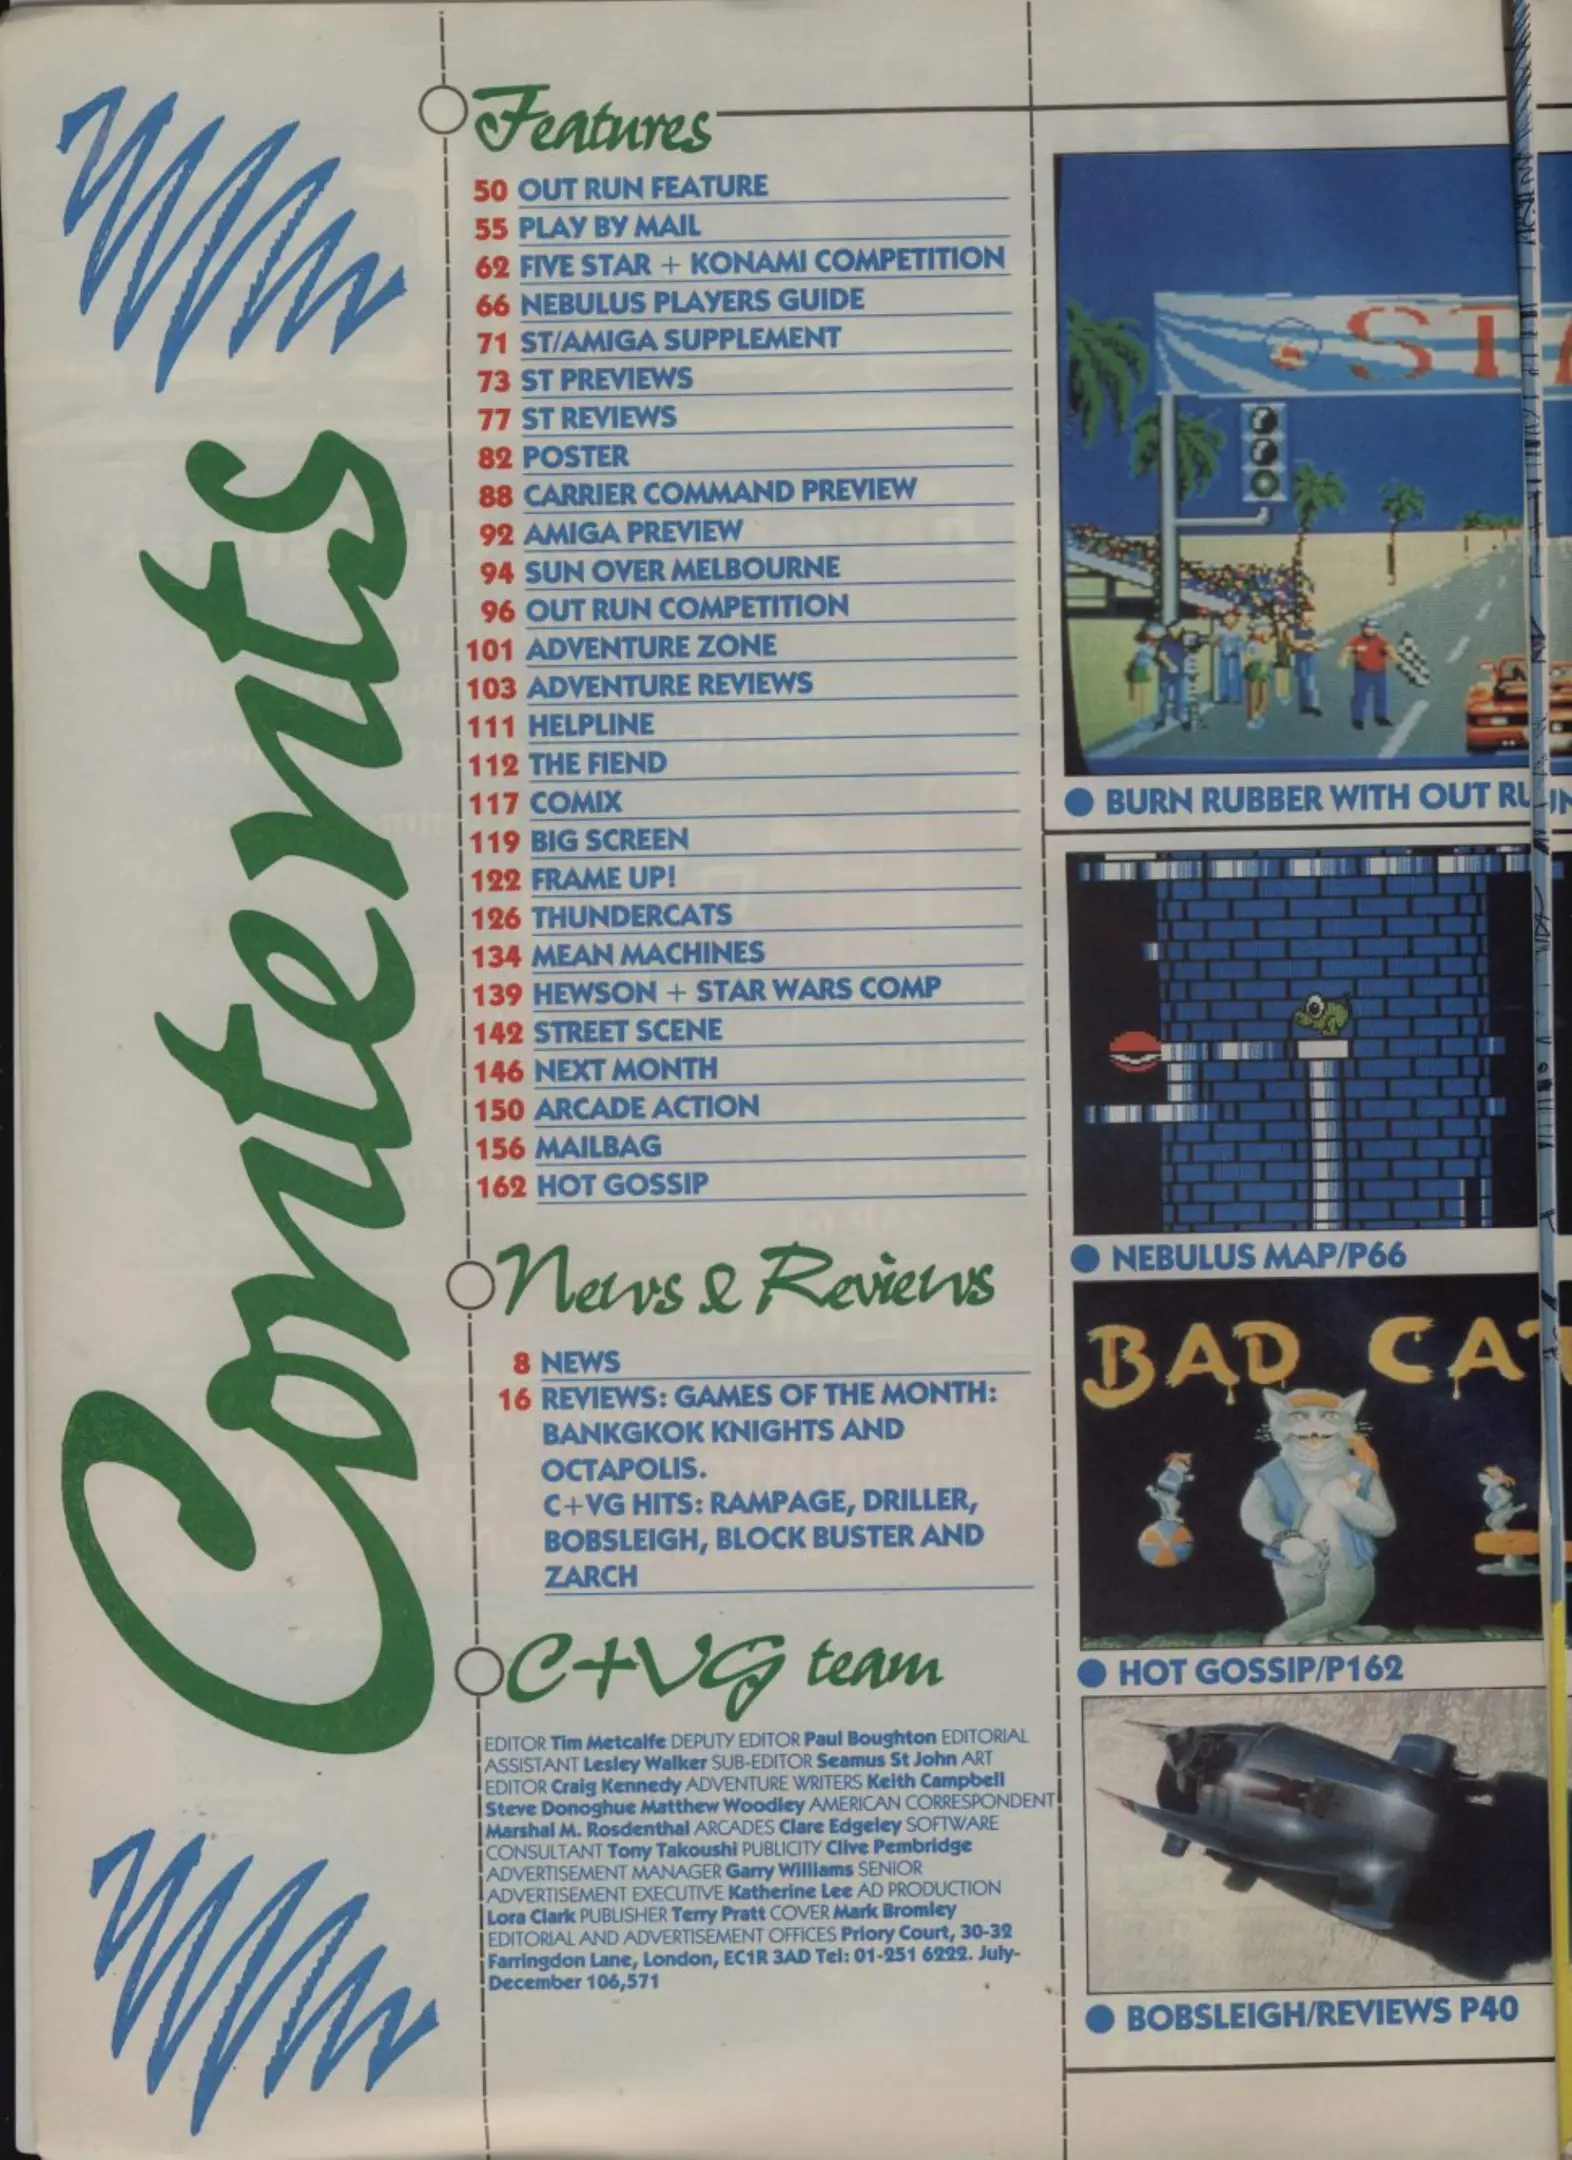 Contents
Features
50 OUT RUN FEATURE
55 PLAY BY MAIL
62 FIVE STAR + KONAMI COMPETITION
66 NEBULUS PLAYERS GUIDE
71 ST/AMIGA SUPPLEMENT
73 ST PREVIEWS
77 ST REVIEWS
82 POSTER
88 CARRIER COMMAND PREVIEW
92 AMIGA PREVIEW
94 SUN OVER MELBOURNE
96 OUT RUN COMPETITION
101 ADVENTURE ZONE
103 ADVENTURE REVIEWS
111 HELPLINE
112 THE FIEND
117 COMIX
119 BIG SCREEN
122 FRAME UP!
126 THUNDERCATS
134 MEAN MACHINES
139 HEWSON + STAR WARS COMP
142 STREET SCENE
146 NEXT MONTH
150 ARCADE ACTION
156 MAILBAG
162 HOT GOSSIP
News & Reviews
8 NEWS
16 REVIEWS: GAMES OF THE MONTH:
BANKGKOK KNIGHTS AND
OCTAPOLIS.
C+VG HITS: RAMPAGE, DRILLER,
BOBSLEIGH, BLOCK BUSTER AND
ZARCH
C+VG team
EDITOR Tim Metcalfe DEPUTY EDITOR Paul Boughton EDITORIAL
ASSISTANT Lesley Walker SUB-EDITOR Seamus St John ART
EDITOR Craig Kennedy ADVENTURE WRITERS Keith Campbell
Steve Donoghue Matthew Woodley AMERICAN CORRESPONDENT
Marshal M. Rosdenthal ARCADES Clare Edgeley SOFTWARE
CONSULTANT Tony Takoushi PUBLICITY Clive Pembridge
ADVERTISEMENT MANAGER Garry Williams SENIOR
ADVERTISEMENT EXECUTIVE Katherine Lee AD PRODUCTION
Lora Clark PUBLISHER Terry Pratt COVER Mark Bromley
EDITORIAL AND ADVERTISEMENT OFFICES Priory Court, 30-32
Farringdon Lane, London, EC1R 3AD Tel: 01-251 6222. July-
December 106,571
STA
● BURN RUBBER WITH OUT RUN
● NEBULUS MAP/P66
BAD CAT
● HOT GOSSIP/P162
● BOBSLEIGH/REVIEWS P40